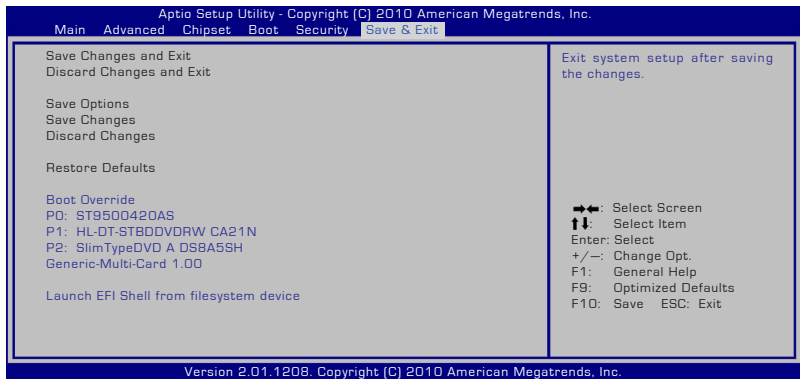 Aptio Setup Utility - Copyright (C) 2010 American Megatrends, Inc.
Main Advanced Chipset Boot Security Save & Exit
Save Changes and Exit
Discard Changes and Exit
Save Options
Save Changes
Discard Changes
Restore Defaults
Boot Override
P0: ST9500420AS
P1: HL-DT-STBDDVDRW CA21N
P2: SlimTypeDVD A DS8A5SH
Generic-Multi-Card 1.00
Launch EFI Shell from filesystem device
Exit system setup after saving
the changes.
→←: Select Screen
↑↓: Select Item
Enter: Select
+/—: Change Opt.
F1: General Help
F9: Optimized Defaults
F10: Save ESC: Exit
Version 2.01.1208. Copyright (C) 2010 American Megatrends, Inc.